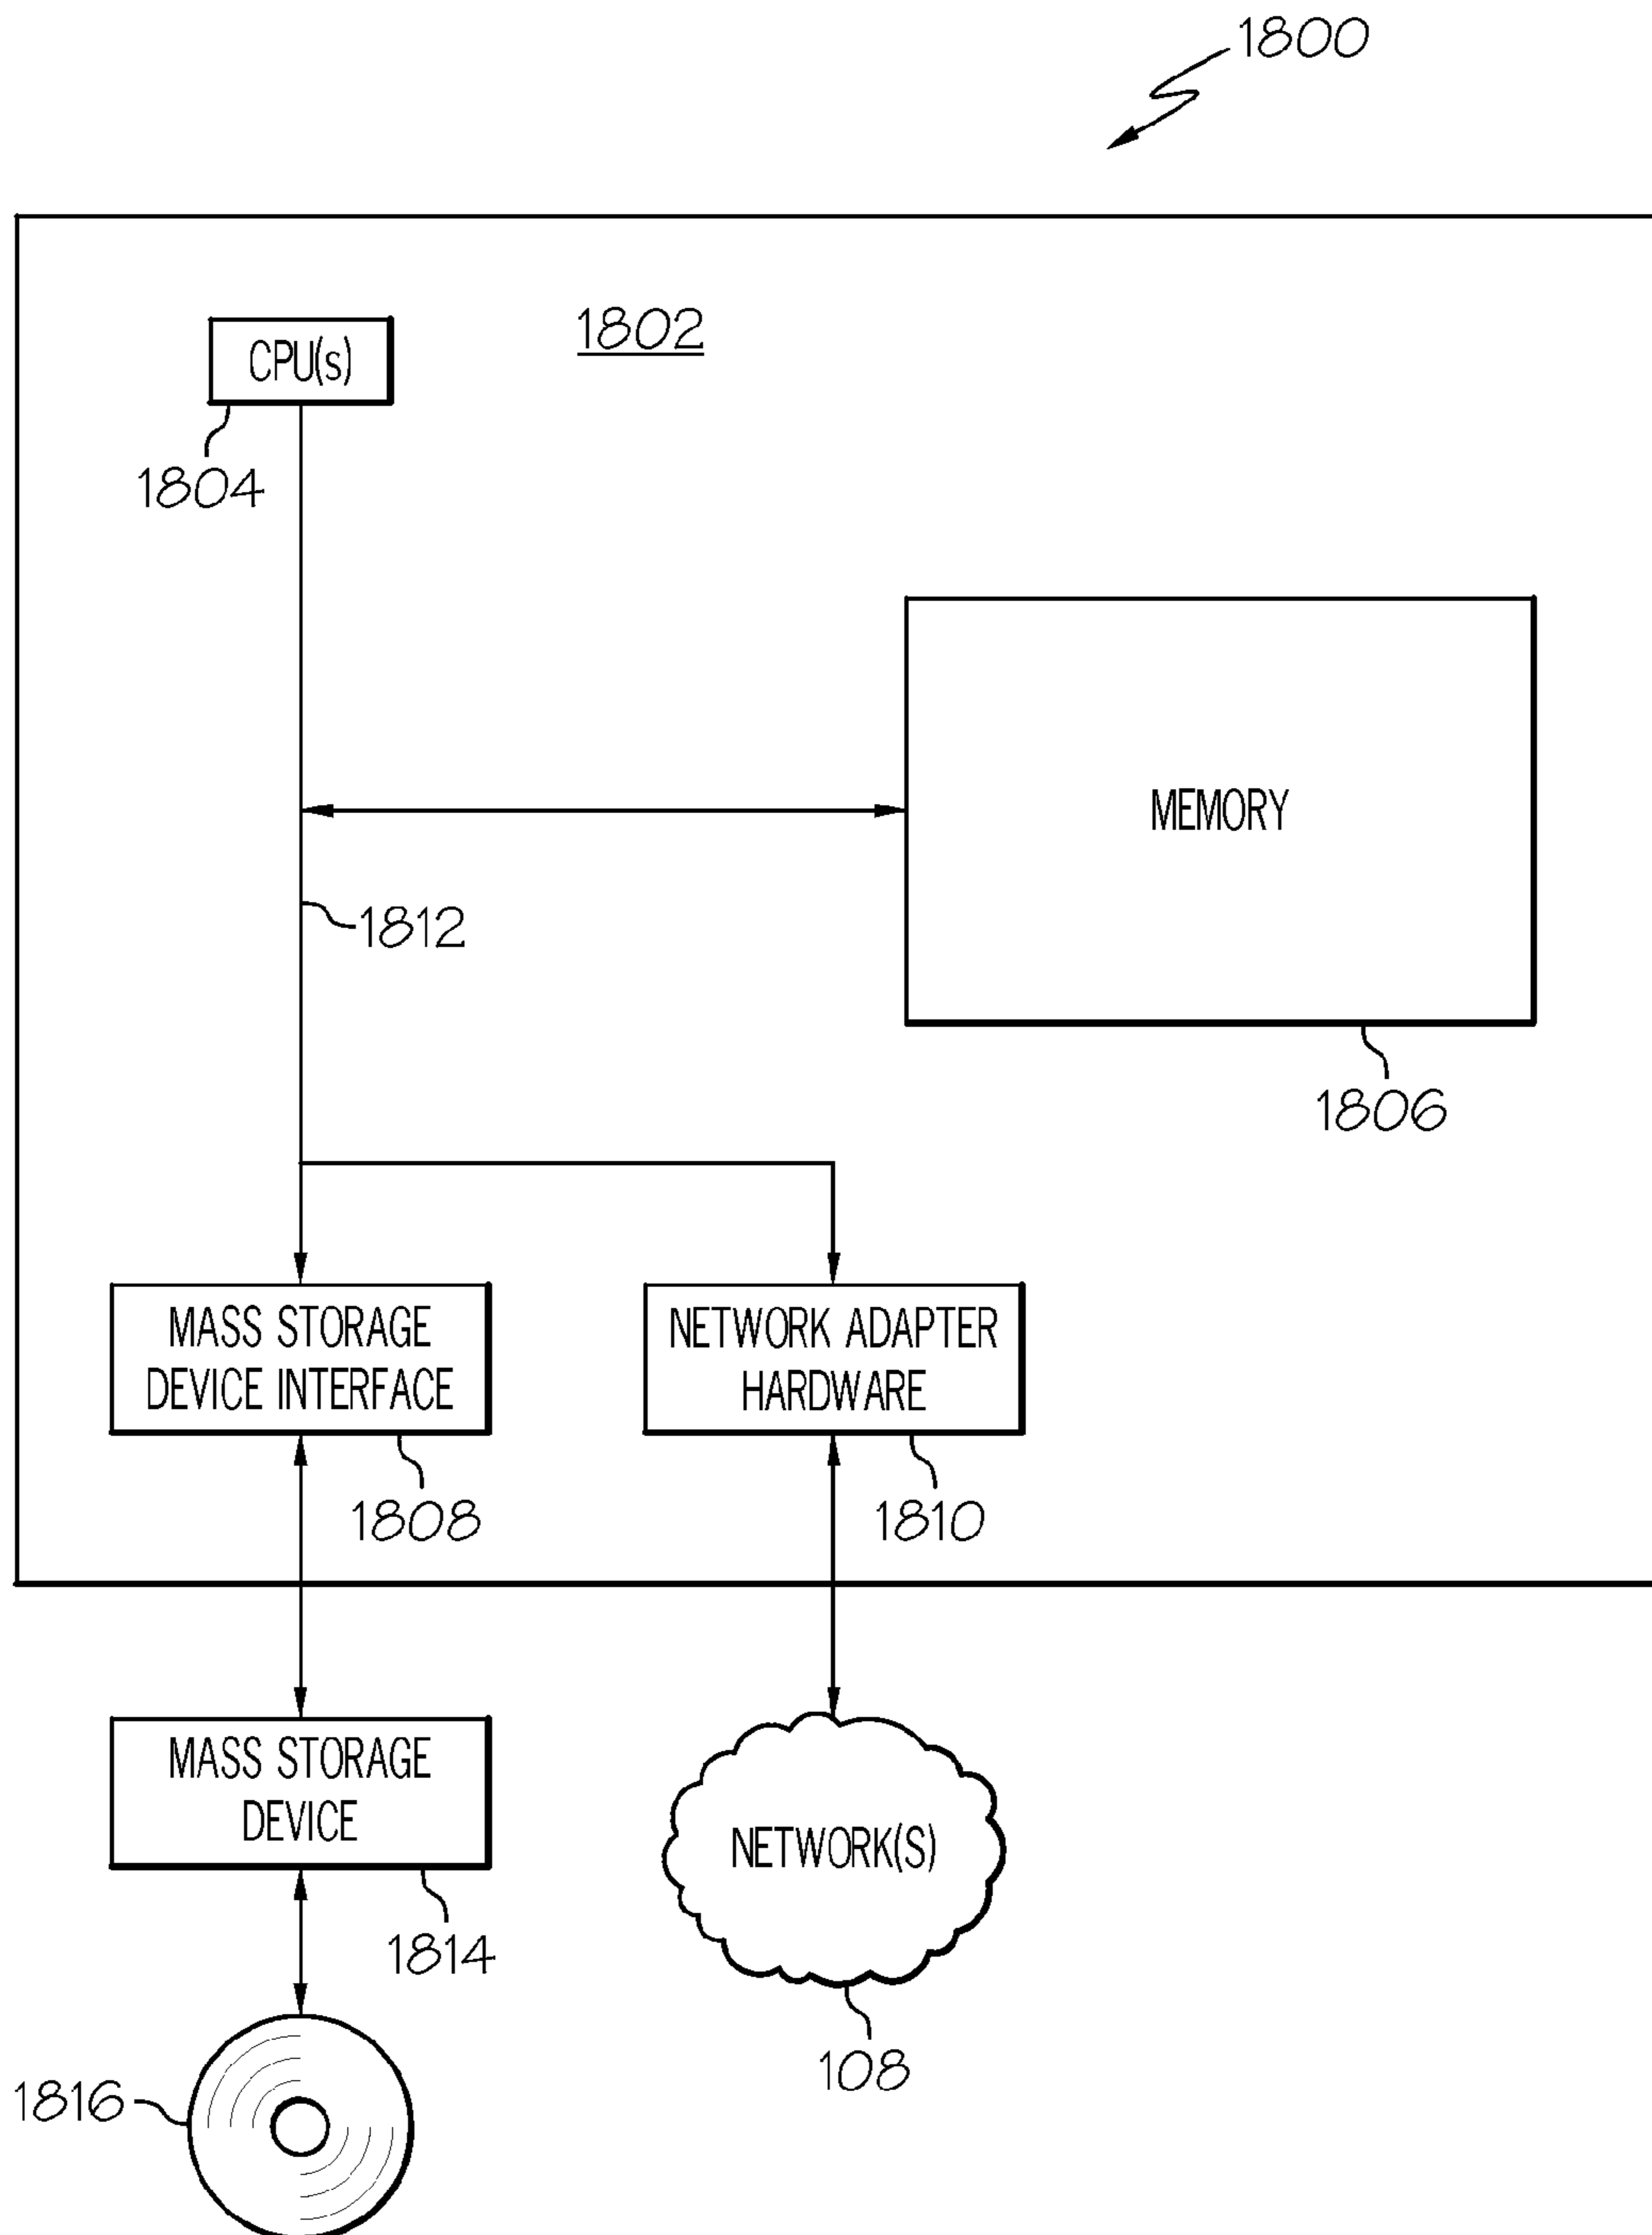 1800
1802
CPU(s)
1804
MEMORY
1812
1806
MASS STORAGE
DEVICE INTERFACE
NETWORK ADAPTER
HARDWARE
1808
1810
MASS STORAGE
DEVICE
NETWORK(S)
1814
108
1816